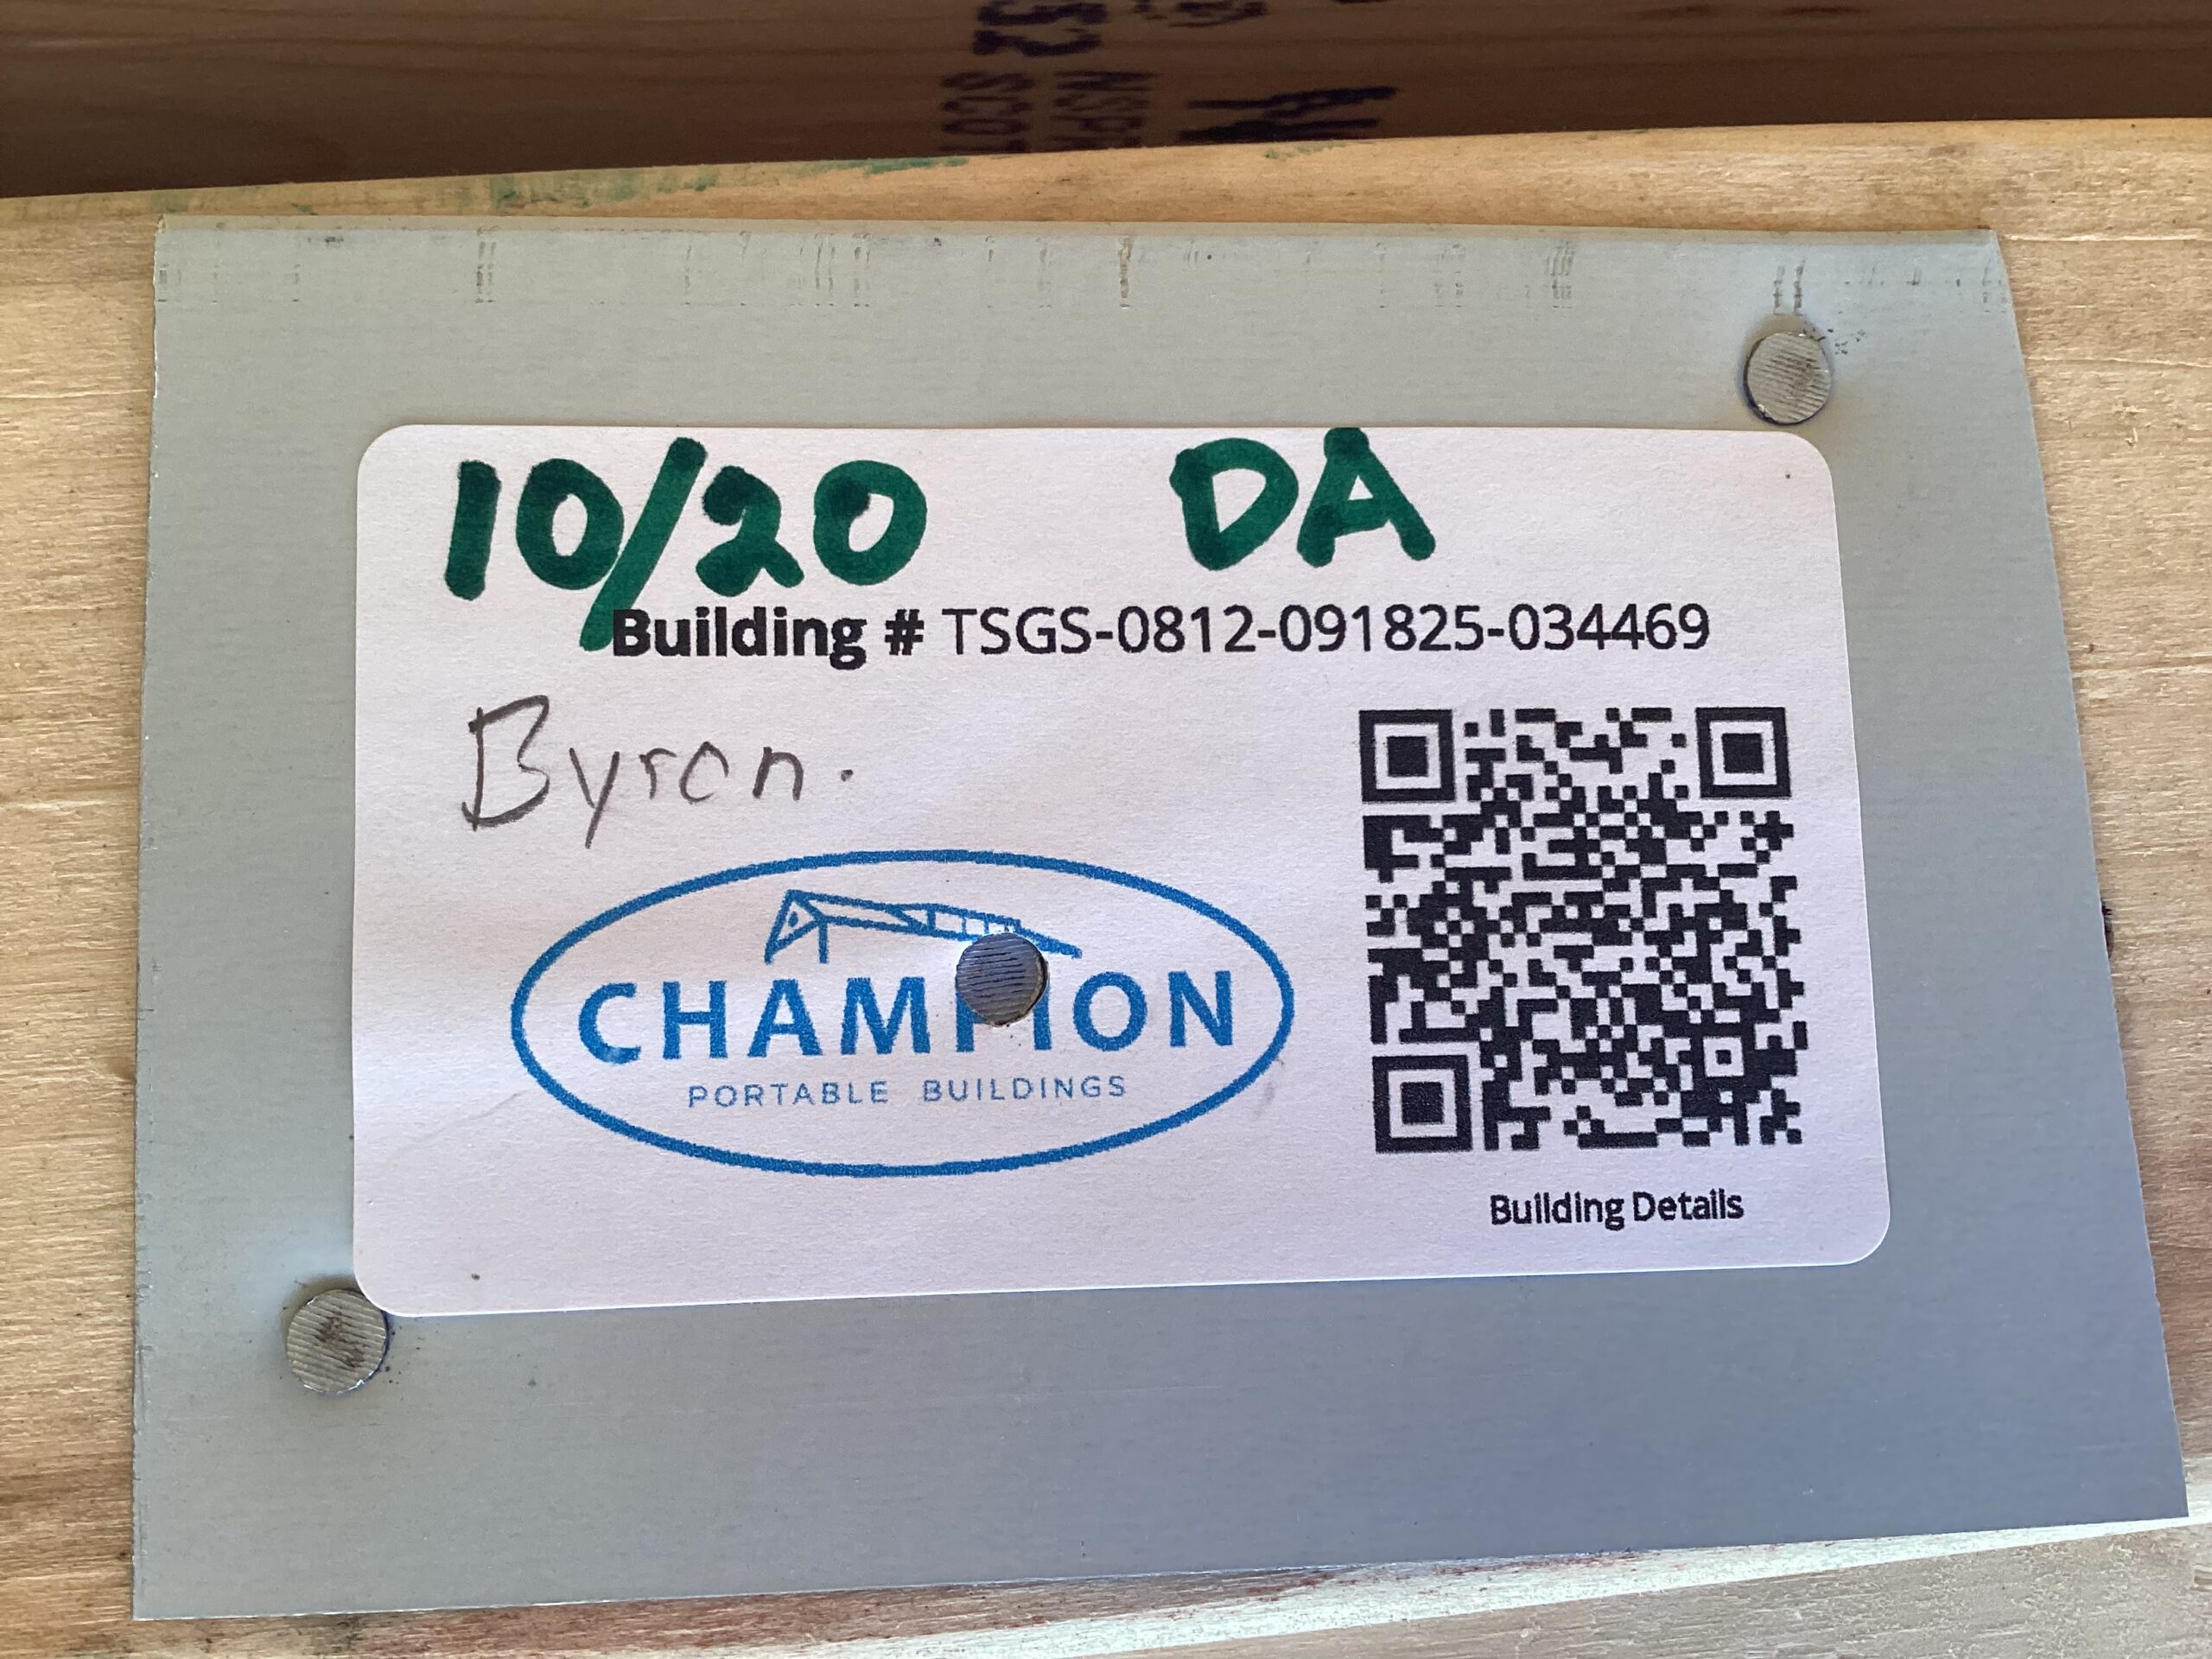 10/20 DA
Building # TSGS-0812-091825-034469
Byron.
CHAMPION
PORTABLE BUILDINGS
Building Details